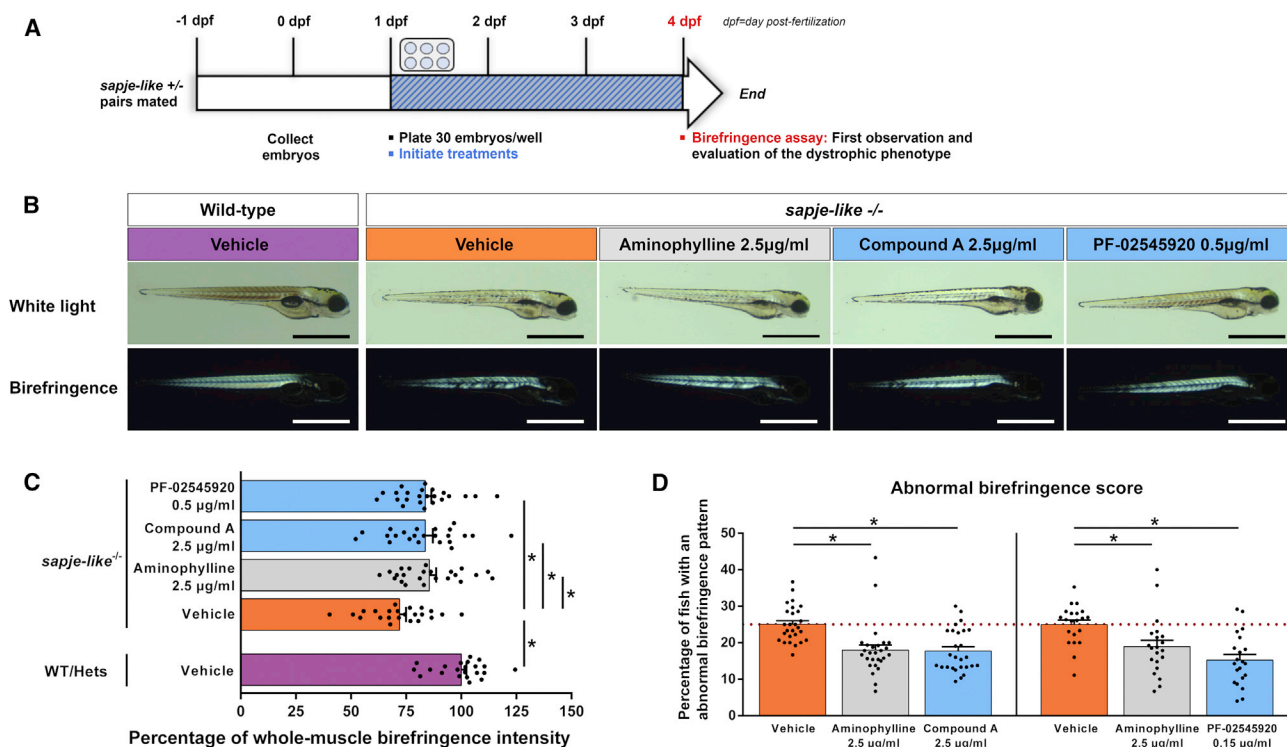 A
-1 dpf 0 dpf 1 dpf 2 dpf 3 dpf 4 dpf dpf=day post-fertilization
sapje-like +/-
pairs mated
End
Collect
embryos
Plate 30 embryos/well
Initiate treatments
Birefringence assay: First observation and
evaluation of the dystrophic phenotype
B
Wild-type sapje-like -/-
Vehicle Vehicle Aminophylline 2.5µg/ml Compound A 2.5µg/ml PF-02545920 0.5µg/ml
White light
Birefringence
C
sapje-like-/-
PF-02545920
0.5 µg/ml
Compound A
2.5 µg/ml
Aminophylline
2.5 µg/ml
Vehicle
WT/Hets
Vehicle
* * * *
0 25 50 75 100 125 150
Percentage of whole-muscle birefringence intensity
D
Abnormal birefringence score
Percentage of fish with an
abnormal birefringence pattern
50
40
30
20
10
0
* * * *
Vehicle Aminophylline Compound A Vehicle Aminophylline PF-02545920
2.5 µg/ml 2.5 µg/ml 2.5 µg/ml 0.15 µg/ml